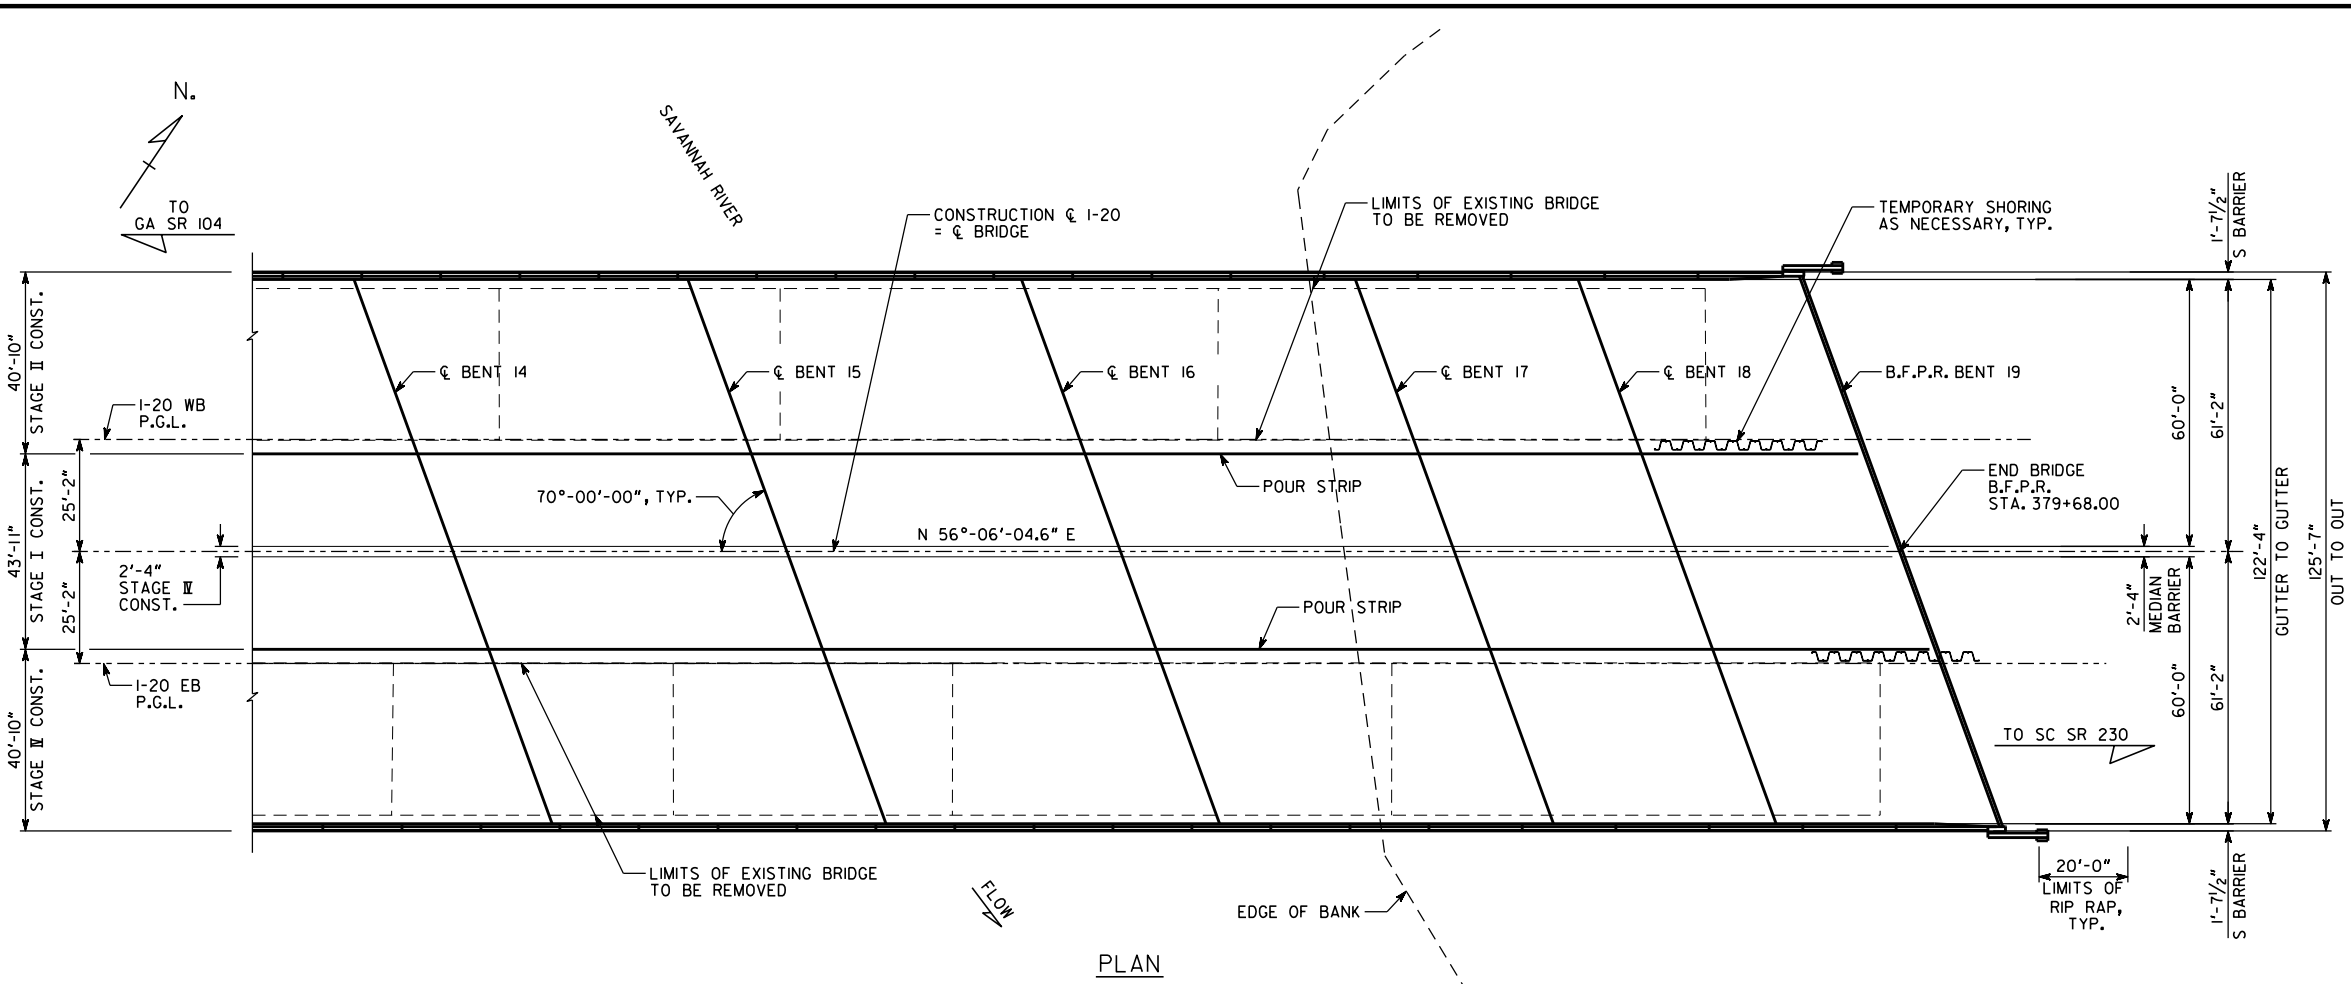 N.
TO
GA SR 104
SAVANNAH RIVER
CONSTRUCTION ℄ I-20
= ℄ BRIDGE
LIMITS OF EXISTING BRIDGE
TO BE REMOVED
TEMPORARY SHORING
AS NECESSARY, TYP.
1'-7½"
S BARRIER
40'-10"
STAGE II CONST.
℄ BENT 14
℄ BENT 15
℄ BENT 16
℄ BENT 17
℄ BENT 18
B.F.P.R. BENT 19
I-20 WB
P.G.L.
60'-0"
61'-2"
25'-2"
43'-11"
STAGE I CONST.
70°-00'-00", TYP.
POUR STRIP
END BRIDGE
B.F.P.R.
STA. 379+68.00
N 56°-06'-04.6" E
122'-4"
GUTTER TO GUTTER
125'-7"
OUT TO OUT
2'-4"
STAGE IV
CONST.
25'-2"
POUR STRIP
2'-4"
MEDIAN
BARRIER
I-20 EB
P.G.L.
40'-10"
STAGE IV CONST.
60'-0"
61'-2"
TO SC SR 230
LIMITS OF EXISTING BRIDGE
TO BE REMOVED
FLOW
EDGE OF BANK
20'-0"
LIMITS OF
RIP RAP,
TYP.
1'-7½"
S BARRIER
PLAN